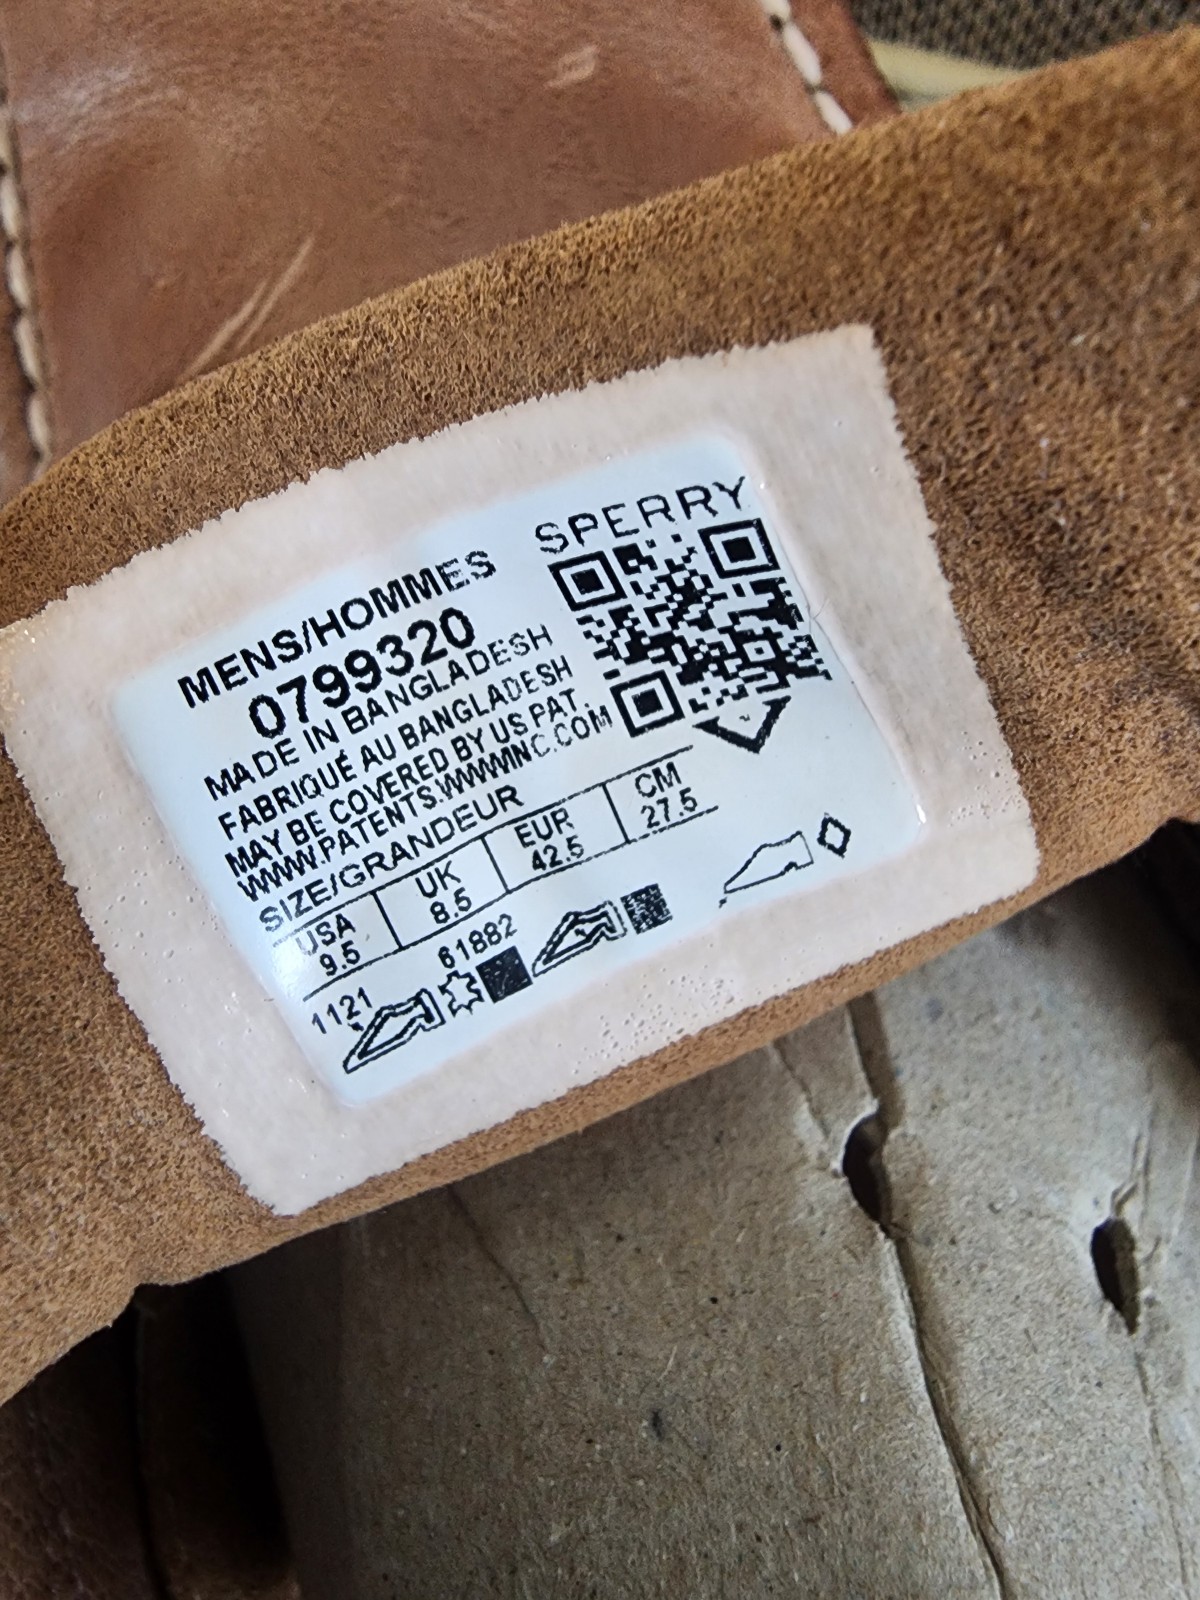 SPERRY
MENS/HOMMES
0799320
MADE IN BANGLADESH
FABRIQUÉ AU BANGLADESH
MAY BE COVERED BY US PAT.
WWW.PATENTS.WWWINC.COM
SIZE/GRANDEUR
USA UK EUR CM
9.5 8.5 42.5 27.5
1121 61882